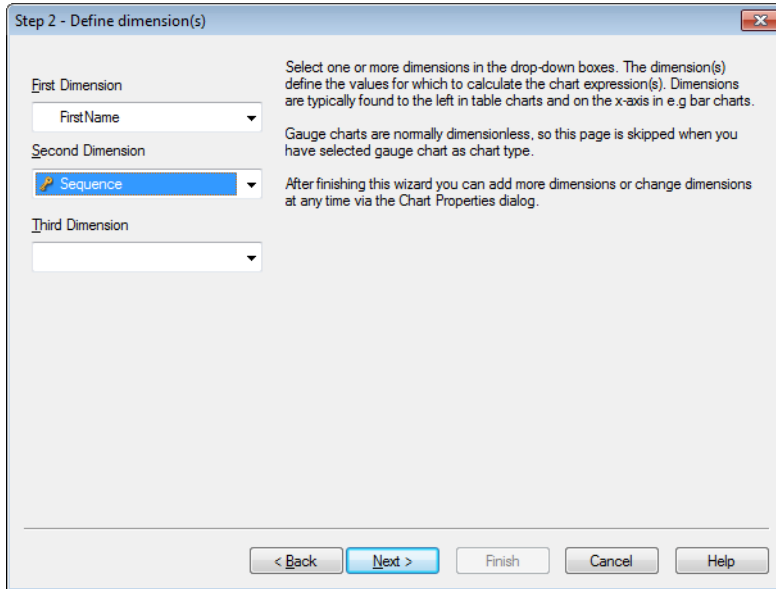 Step 2 - Define dimension(s)
First Dimension
FirstName
Second Dimension
Sequence
Third Dimension
Select one or more dimensions in the drop-down boxes. The dimension(s)
define the values for which to calculate the chart expression(s). Dimensions
are typically found to the left in table charts and on the x-axis in e.g bar charts.
Gauge charts are normally dimensionless, so this page is skipped when you
have selected gauge chart as chart type.
After finishing this wizard you can add more dimensions or change dimensions
at any time via the Chart Properties dialog.
< Back
Next >
Finish
Cancel
Help